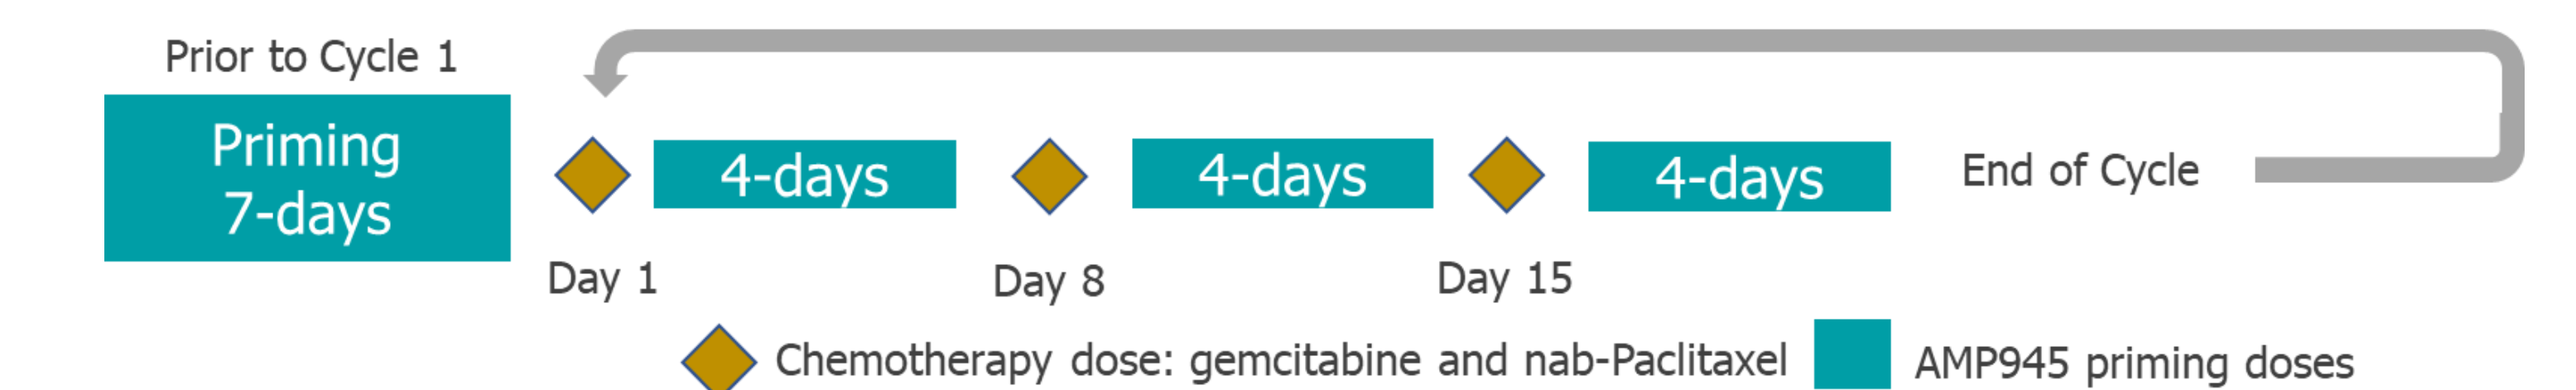 Prior to Cycle 1
Priming
7-days
4-days
4-days
4-days
End of Cycle
Day 1
Day 8
Day 15
Chemotherapy dose: gemcitabine and nab-Paclitaxel
AMP945 priming doses